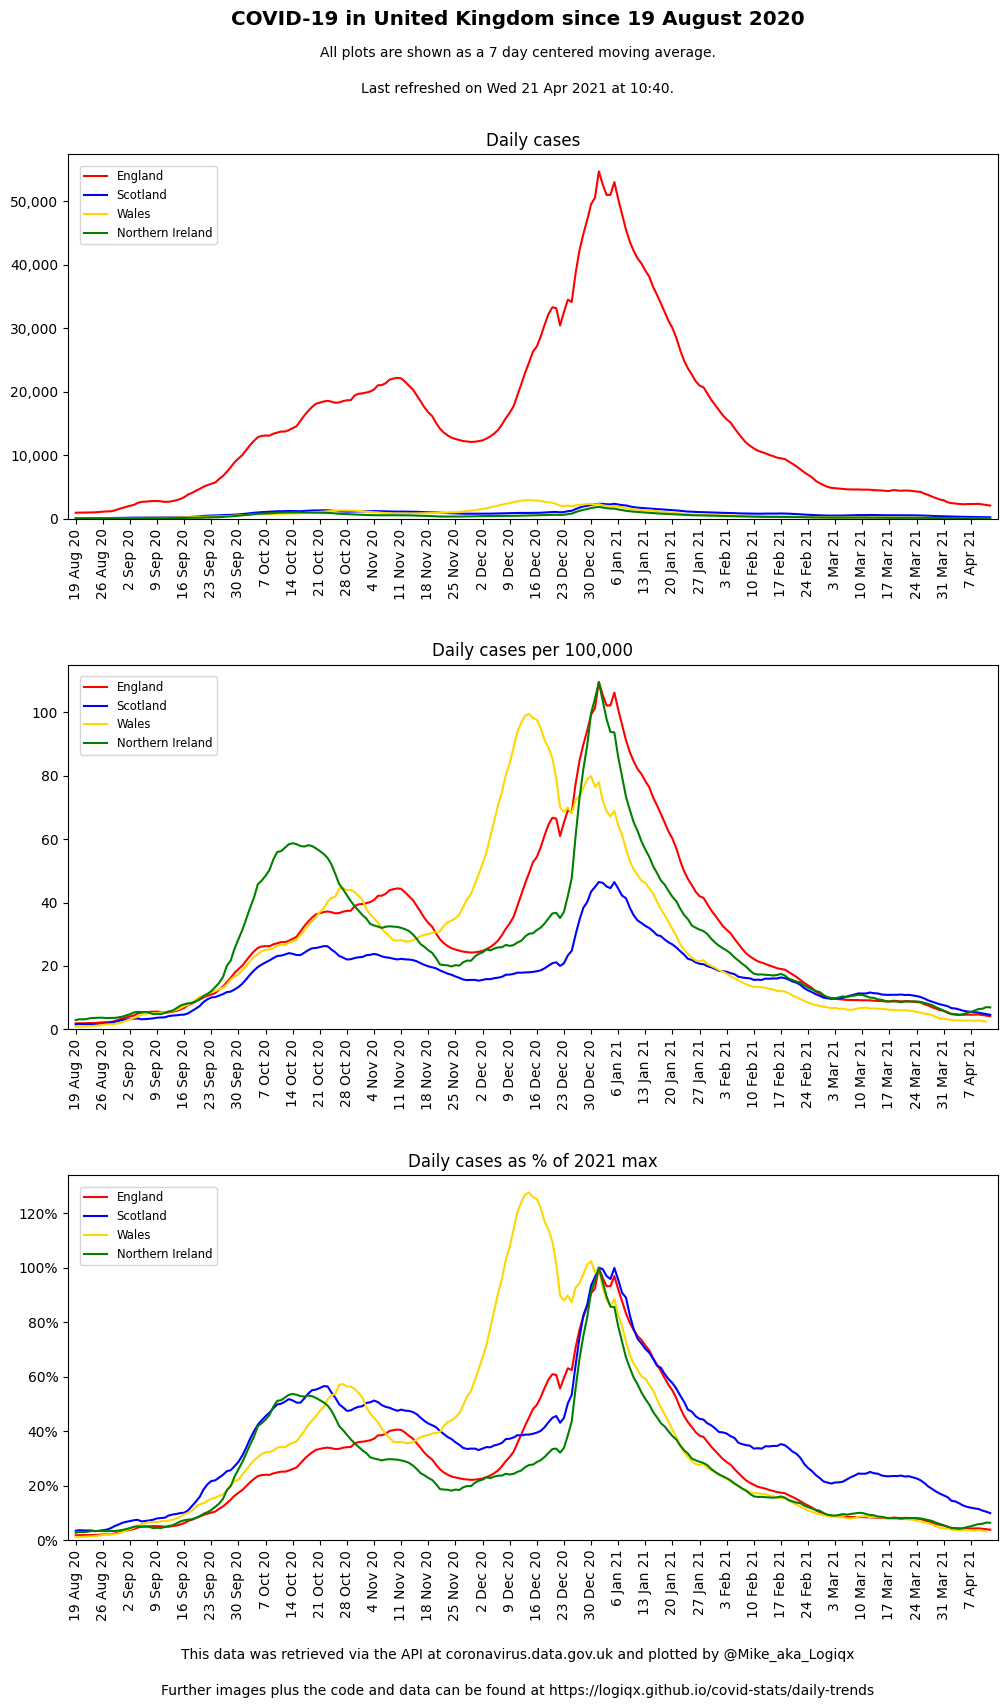 COVID-19 in United Kingdom since 19 August 2020
All plots are shown as a 7 day centered moving average.
Last refreshed on Wed 21 Apr 2021 at 10:40.
Daily cases
England
Scotland
Wales
Northern Ireland
50,000
40,000
30,000
20,000
10,000
0
19 Aug 20
26 Aug 20
2 Sep 20
9 Sep 20
16 Sep 20
23 Sep 20
30 Sep 20
7 Oct 20
14 Oct 20
21 Oct 20
28 Oct 20
4 Nov 20
11 Nov 20
18 Nov 20
25 Nov 20
2 Dec 20
9 Dec 20
16 Dec 20
23 Dec 20
30 Dec 20
6 Jan 21
13 Jan 21
20 Jan 21
27 Jan 21
3 Feb 21
10 Feb 21
17 Feb 21
24 Feb 21
3 Mar 21
10 Mar 21
17 Mar 21
24 Mar 21
31 Mar 21
7 Apr 21
Daily cases per 100,000
England
Scotland
Wales
Northern Ireland
100
80
60
40
20
0
19 Aug 20
26 Aug 20
2 Sep 20
9 Sep 20
16 Sep 20
23 Sep 20
30 Sep 20
7 Oct 20
14 Oct 20
21 Oct 20
28 Oct 20
4 Nov 20
11 Nov 20
18 Nov 20
25 Nov 20
2 Dec 20
9 Dec 20
16 Dec 20
23 Dec 20
30 Dec 20
6 Jan 21
13 Jan 21
20 Jan 21
27 Jan 21
3 Feb 21
10 Feb 21
17 Feb 21
24 Feb 21
3 Mar 21
10 Mar 21
17 Mar 21
24 Mar 21
31 Mar 21
7 Apr 21
Daily cases as % of 2021 max
England
Scotland
Wales
Northern Ireland
120%
100%
80%
60%
40%
20%
0%
19 Aug 20
26 Aug 20
2 Sep 20
9 Sep 20
16 Sep 20
23 Sep 20
30 Sep 20
7 Oct 20
14 Oct 20
21 Oct 20
28 Oct 20
4 Nov 20
11 Nov 20
18 Nov 20
25 Nov 20
2 Dec 20
9 Dec 20
16 Dec 20
23 Dec 20
30 Dec 20
6 Jan 21
13 Jan 21
20 Jan 21
27 Jan 21
3 Feb 21
10 Feb 21
17 Feb 21
24 Feb 21
3 Mar 21
10 Mar 21
17 Mar 21
24 Mar 21
31 Mar 21
7 Apr 21
This data was retrieved via the API at coronavirus.data.gov.uk and plotted by @Mike_aka_Logiqx
Further images plus the code and data can be found at https://logiqx.github.io/covid-stats/daily-trends